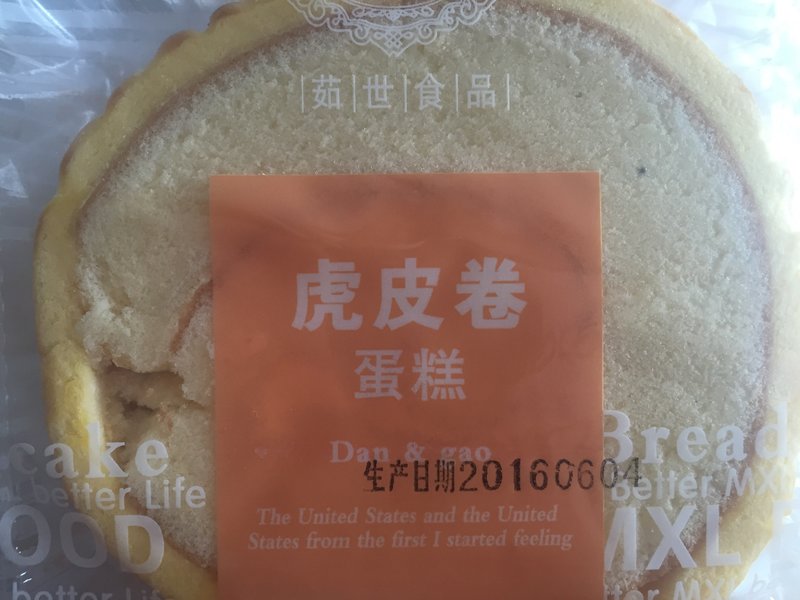 茹世食品
虎皮卷
蛋糕
Dan & gao
生产日期20160604
The United States and the United
States from the first I started feeling
cake
better Life
OOD
better Life
Bread
Better MX
MXL F